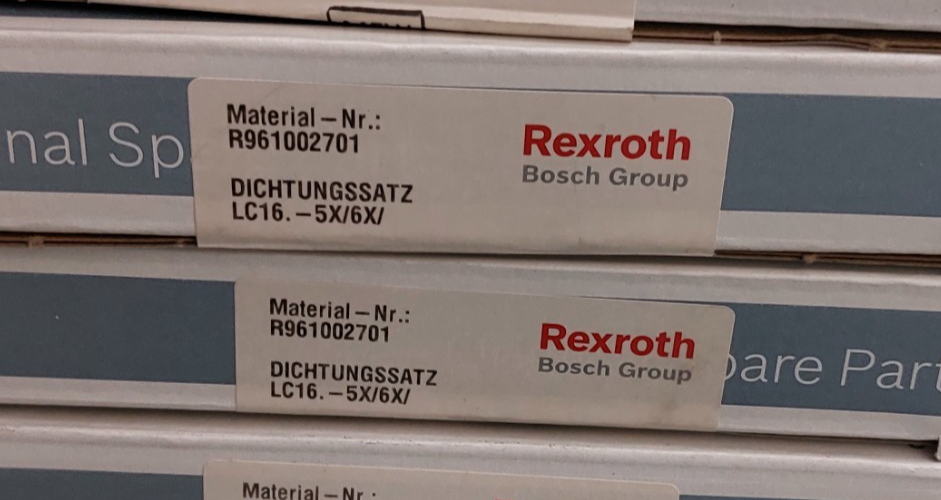 nal Sp
Material – Nr.:
R961002701
DICHTUNGSSATZ
LC16. – 5X/6X/
Rexroth
Bosch Group
Material – Nr.:
R961002701
DICHTUNGSSATZ
LC16. – 5X/6X/
Rexroth
Bosch Group
pare Part
Material – Nr.: